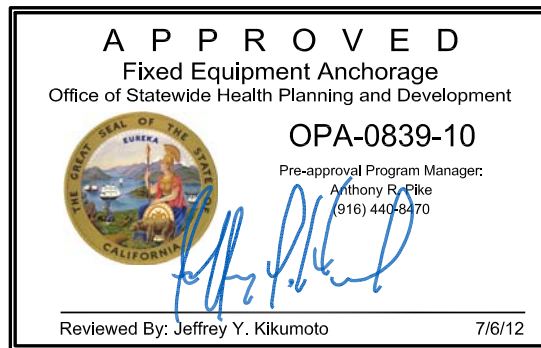 A P P R O V E D
Fixed Equipment Anchorage
Office of Statewide Health Planning and Development
OPA-0839-10
THE GREAT SEAL OF THE STATE OF CALIFORNIA
EUREKA
Pre-approval Program Manager:
Anthony R. Pike
(916) 440-8470
Reviewed By: Jeffrey Y. Kikumoto
7/6/12